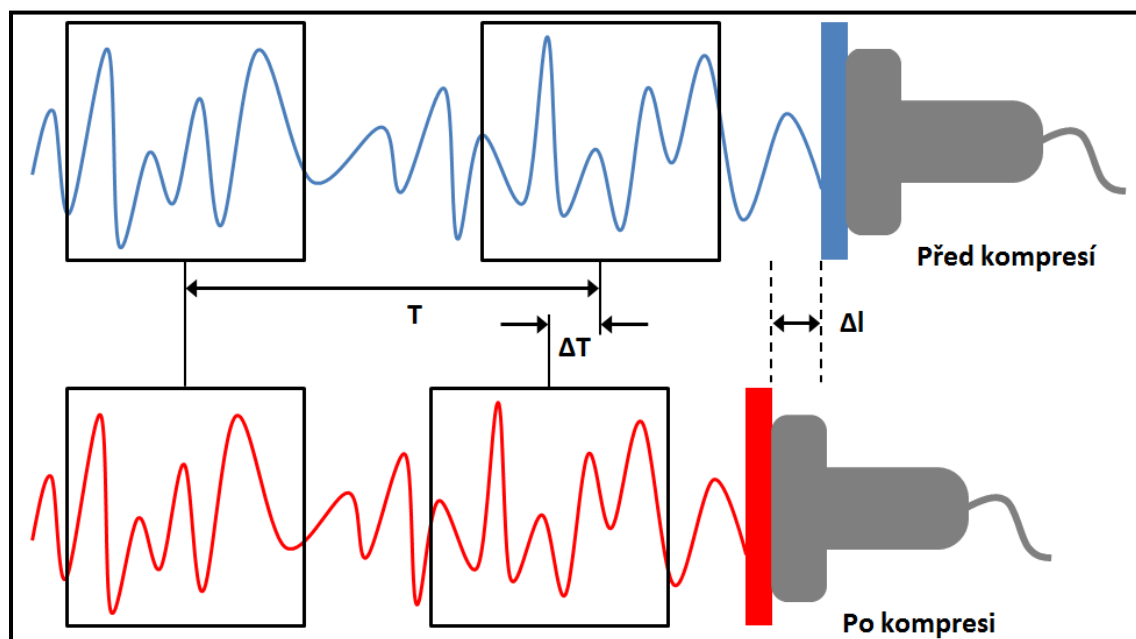 Před kompresí
T
ΔT
Δl
Po kompresi